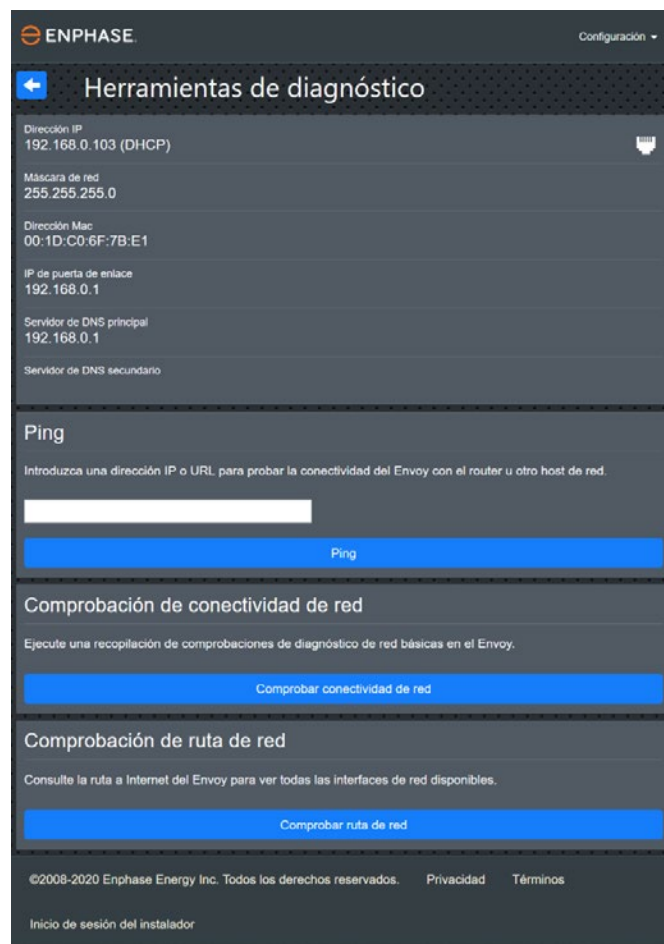 ENPHASE.
Configuración
Herramientas de diagnóstico
Dirección IP
192.168.0.103 (DHCP)
Máscara de red
255.255.255.0
Dirección Mac
00:1D:C0:6F:7B:E1
IP de puerta de enlace
192.168.0.1
Servidor de DNS principal
192.168.0.1
Servidor de DNS secundario
Ping
Introduzca una dirección IP o URL para probar la conectividad del Envoy con el router u otro host de red.
Ping
Comprobación de conectividad de red
Ejecute una recopilación de comprobaciones de diagnóstico de red básicas en el Envoy.
Comprobar conectividad de red
Comprobación de ruta de red
Consulte la ruta a Internet del Envoy para ver todas las interfaces de red disponibles.
Comprobar ruta de red
©2008-2020 Enphase Energy Inc. Todos los derechos reservados. Privacidad Términos
Inicio de sesión del instalador